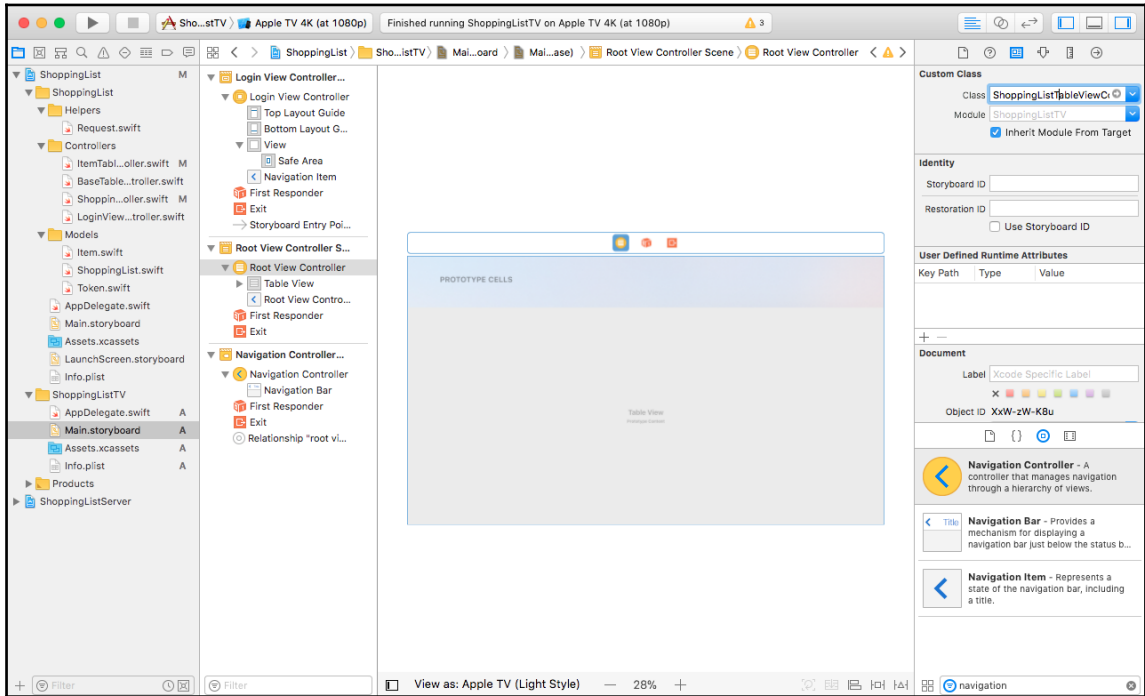 Sho...stTV 〉 Apple TV 4K (at 1080p)
Finished running ShoppingListTV on Apple TV 4K (at 1080p)
3
ShoppingList 〉 Sho...istTV 〉 Mai...oard 〉 Mai...ase) 〉 Root View Controller Scene 〉 Root View Controller
ShoppingList M
ShoppingList
Helpers
Request.swift
Controllers
ItemTabl...oller.swift M
BaseTable...troller.swift
Shoppin...oller.swift M
LoginView...troller.swift
Models
Item.swift
ShoppingList.swift
Token.swift
AppDelegate.swift
Main.storyboard
Assets.xcassets
LaunchScreen.storyboard
Info.plist
ShoppingListTV
AppDelegate.swift A
Main.storyboard A
Assets.xcassets A
Info.plist A
Products
ShoppingListServer
Filter
Login View Controller...
Login View Controller
Top Layout Guide
Bottom Layout G...
View
Safe Area
Navigation Item
First Responder
Exit
Storyboard Entry Poi...
Root View Controller S...
Root View Controller
Table View
Root View Contro...
First Responder
Exit
Navigation Controller...
Navigation Controller
Navigation Bar
First Responder
Exit
Relationship "root vi...
Filter
PROTOTYPE CELLS
Table View
Prototype Content
View as: Apple TV (Light Style) — 28% +
Custom Class
Class ShoppingListTableViewCo
Module ShoppingListTV
Inherit Module From Target
Identity
Storyboard ID
Restoration ID
Use Storyboard ID
User Defined Runtime Attributes
Key Path Type Value
+ —
Document
Label Xcode Specific Label
Object ID XxW-zW-K8u
Navigation Controller - A
controller that manages navigation
through a hierarchy of views.
Title
Navigation Bar - Provides a
mechanism for displaying a
navigation bar just below the status b...
Navigation Item - Represents a
state of the navigation bar, including
a title.
navigation